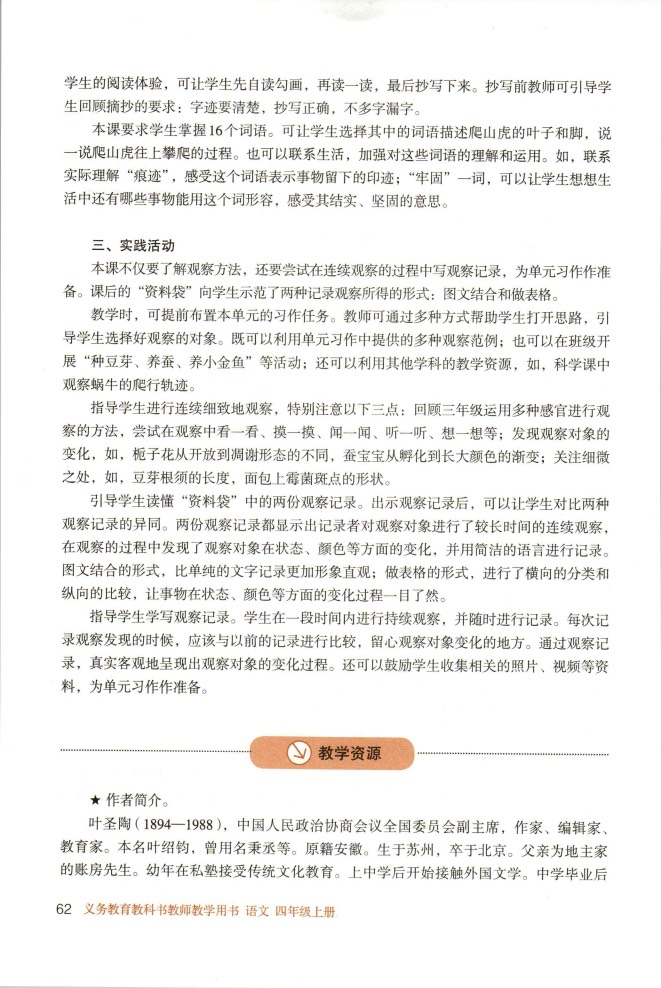 学生的阅读体验，可让学生先自读勾画，再读一读，最后抄写下来。抄写前教师可引导学
生回顾摘抄的要求：字迹要清楚，抄写正确，不多字漏字。
本课要求学生掌握16个词语。可让学生选择其中的词语描述爬山虎的叶子和脚，说
一说爬山虎往上攀爬的过程。也可以联系生活，加强对这些词语的理解和运用。如，联系
实际理解“痕迹”，感受这个词语表示事物留下的印迹；“牢固”一词，可以让学生想想生
活中还有哪些事物能用这个词形容，感受其结实、坚固的意思。
三、实践活动
本课不仅要了解观察方法，还要尝试在连续观察的过程中写观察记录，为单元习作作准
备。课后的“资料袋”向学生示范了两种记录观察所得的形式：图文结合和做表格。
教学时，可提前布置本单元的习作任务。教师可通过多种方式帮助学生打开思路，引
导学生选择好观察的对象。既可以利用单元习作中提供的多种观察范例；也可以在班级开
展“种豆芽、养蚕、养小金鱼”等活动；还可以利用其他学科的教学资源，如，科学课中
观察蜗牛的爬行轨迹。
指导学生进行连续细致地观察，特别注意以下三点：回顾三年级运用多种感官进行观
察的方法，尝试在观察中看一看、摸一摸、闻一闻、听一听、想一想等；发现观察对象的
变化，如，栀子花从开放到凋谢形态的不同，蚕宝宝从孵化到长大颜色的渐变；关注细微
之处，如，豆芽根须的长度，面包上霉菌斑点的形状。
引导学生读懂“资料袋”中的两份观察记录。出示观察记录后，可以让学生对比两种
观察记录的异同。两份观察记录都显示出记录者对观察对象进行了较长时间的连续观察，
在观察的过程中发现了观察对象在状态、颜色等方面的变化，并用简洁的语言进行记录。
图文结合的形式，比单纯的文字记录更加形象直观；做表格的形式，进行了横向的分类和
纵向的比较，让事物在状态、颜色等方面的变化过程一目了然。
指导学生学写观察记录。学生在一段时间内进行持续观察，并随时进行记录。每次记
录观察发现的时候，应该与以前的记录进行比较，留心观察对象变化的地方。通过观察记
录，真实客观地呈现出观察对象的变化过程。还可以鼓励学生收集相关的照片、视频等资
料，为单元习作作准备。
教学资源
★ 作者简介。
叶圣陶（1894—1988），中国人民政治协商会议全国委员会副主席，作家、编辑家、
教育家。本名叶绍钧，曾用名秉丞等。原籍安徽。生于苏州，卒于北京。父亲为地主家
的账房先生。幼年在私塾接受传统文化教育。上中学后开始接触外国文学。中学毕业后
62 义务教育教科书教师教学用书 语文 四年级上册